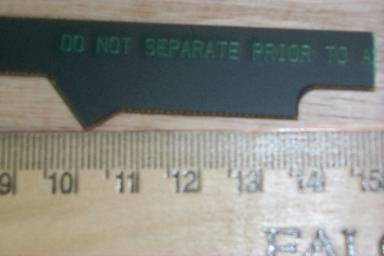 DO NOT SEPARATE PRIOR TO
9 10 11 12 13 14 15